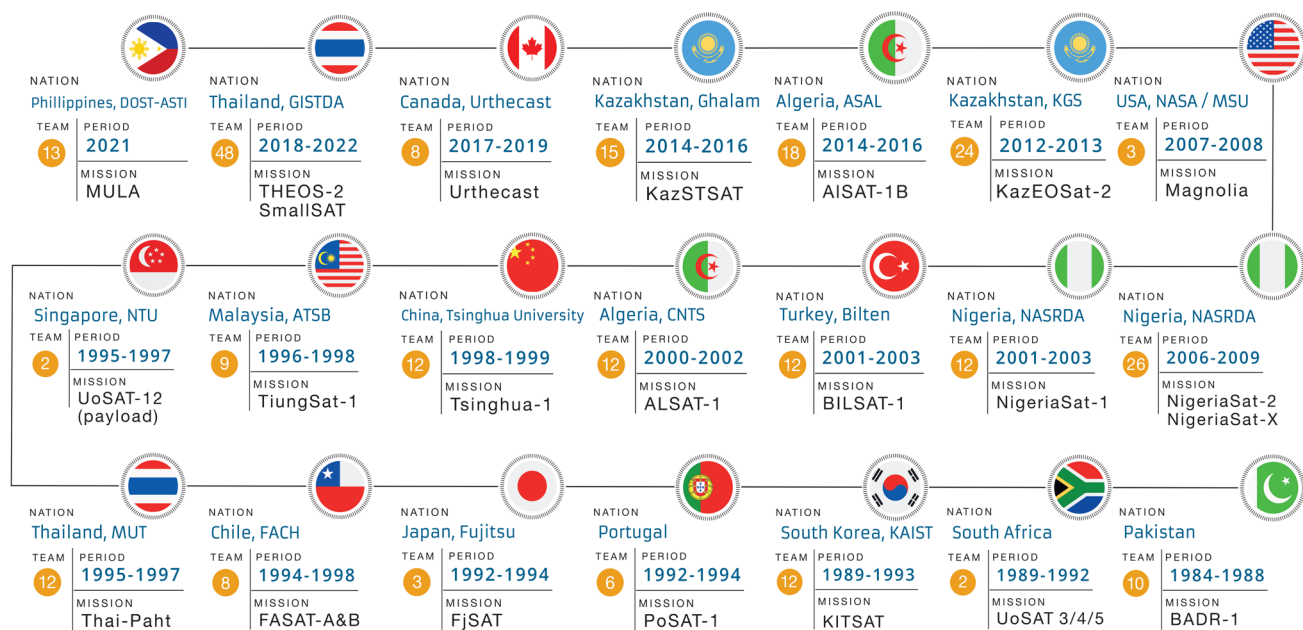 NATION
Phillippines, DOST-ASTI
TEAM
13
PERIOD
2021
MISSION
MULA
NATION
Thailand, GISTDA
TEAM
48
PERIOD
2018-2022
MISSION
THEOS-2
SmallSAT
NATION
Canada, Urthecast
TEAM
8
PERIOD
2017-2019
MISSION
Urthecast
NATION
Kazakhstan, Ghalam
TEAM
15
PERIOD
2014-2016
MISSION
KazSTSAT
NATION
Algeria, ASAL
TEAM
18
PERIOD
2014-2016
MISSION
AlSAT-1B
NATION
Kazakhstan, KGS
TEAM
24
PERIOD
2012-2013
MISSION
KazEOSat-2
NATION
USA, NASA / MSU
TEAM
3
PERIOD
2007-2008
MISSION
Magnolia
NATION
Singapore, NTU
TEAM
2
PERIOD
1995-1997
MISSION
UoSAT-12
(payload)
NATION
Malaysia, ATSB
TEAM
9
PERIOD
1996-1998
MISSION
TiungSat-1
NATION
China, Tsinghua University
TEAM
12
PERIOD
1998-1999
MISSION
Tsinghua-1
NATION
Algeria, CNTS
TEAM
12
PERIOD
2000-2002
MISSION
ALSAT-1
NATION
Turkey, Bilten
TEAM
12
PERIOD
2001-2003
MISSION
BILSAT-1
NATION
Nigeria, NASRDA
TEAM
12
PERIOD
2001-2003
MISSION
NigeriaSat-1
NATION
Nigeria, NASRDA
TEAM
26
PERIOD
2006-2009
MISSION
NigeriaSat-2
NigeriaSat-X
NATION
Thailand, MUT
TEAM
12
PERIOD
1995-1997
MISSION
Thai-Paht
NATION
Chile, FACH
TEAM
8
PERIOD
1994-1998
MISSION
FASAT-A&B
NATION
Japan, Fujitsu
TEAM
3
PERIOD
1992-1994
MISSION
FjSAT
NATION
Portugal
TEAM
6
PERIOD
1992-1994
MISSION
PoSAT-1
NATION
South Korea, KAIST
TEAM
12
PERIOD
1989-1993
MISSION
KITSAT
NATION
South Africa
TEAM
2
PERIOD
1989-1992
MISSION
UoSAT 3/4/5
NATION
Pakistan
TEAM
10
PERIOD
1984-1988
MISSION
BADR-1